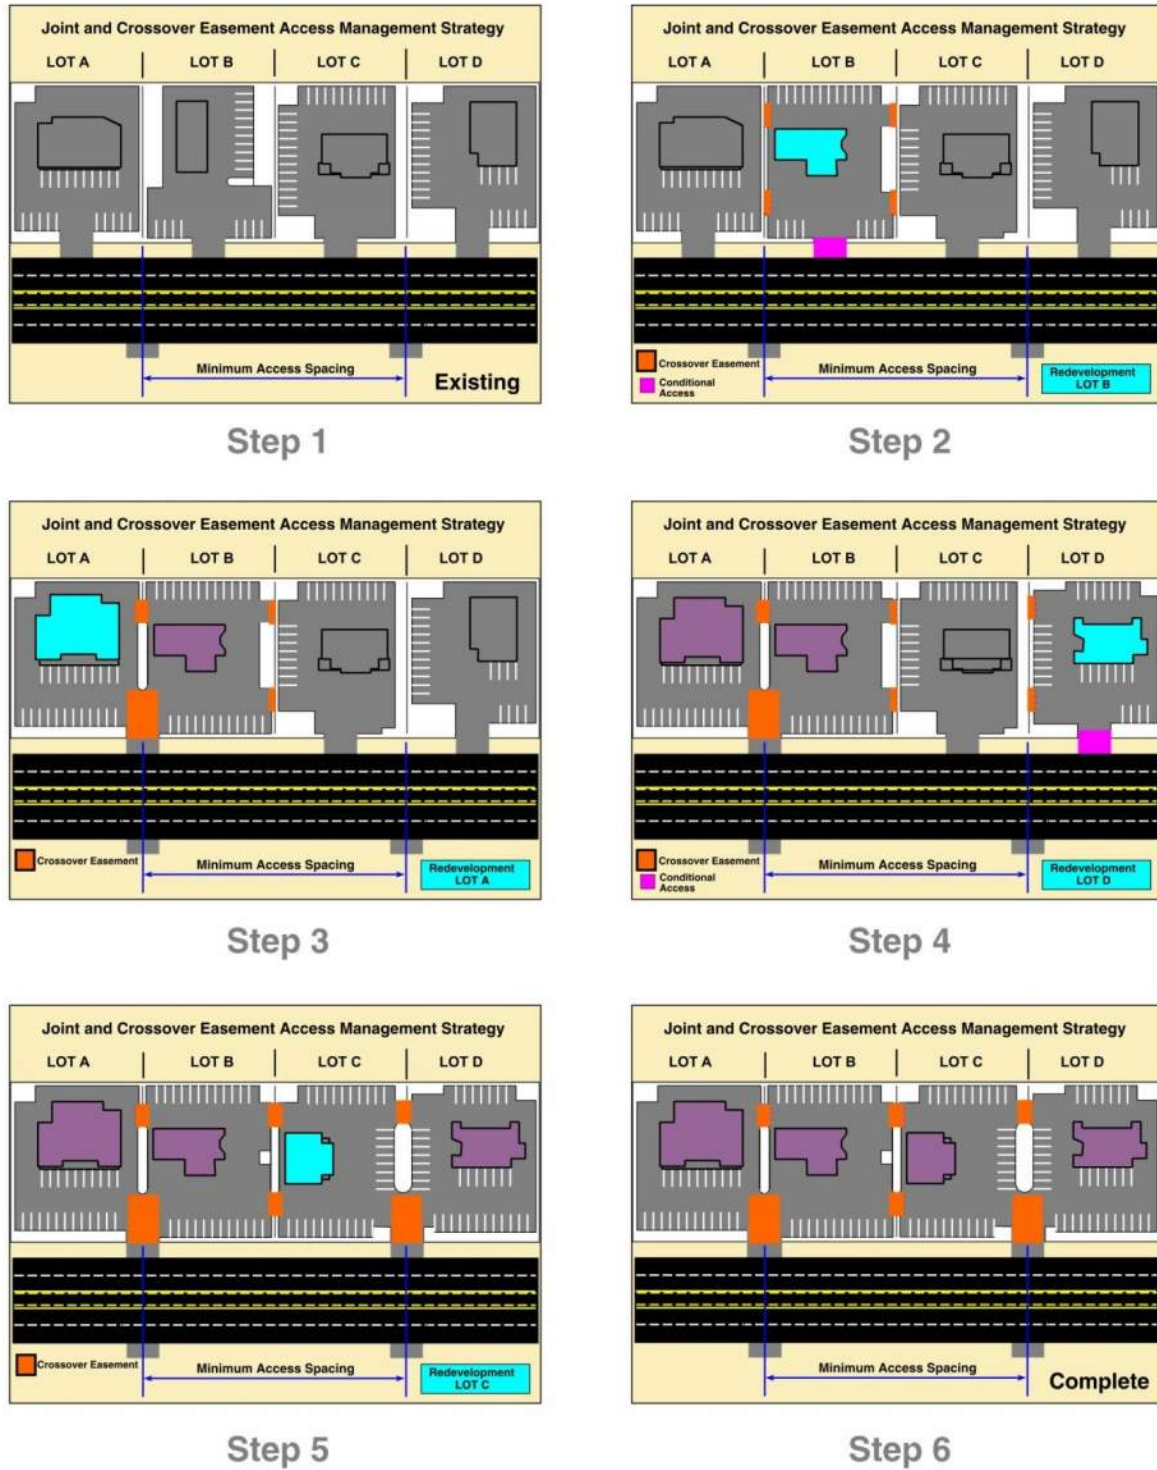 Joint and Crossover Easement Access Management Strategy
LOT A LOT B LOT C LOT D
Minimum Access Spacing
Existing
Step 1
Joint and Crossover Easement Access Management Strategy
LOT A LOT B LOT C LOT D
Crossover Easement
Conditional
Access
Minimum Access Spacing
Redevelopment
LOT B
Step 2
Joint and Crossover Easement Access Management Strategy
LOT A LOT B LOT C LOT D
Crossover Easement
Minimum Access Spacing
Redevelopment
LOT A
Step 3
Joint and Crossover Easement Access Management Strategy
LOT A LOT B LOT C LOT D
Crossover Easement
Conditional
Access
Minimum Access Spacing
Redevelopment
LOT D
Step 4
Joint and Crossover Easement Access Management Strategy
LOT A LOT B LOT C LOT D
Crossover Easement
Minimum Access Spacing
Redevelopment
LOT C
Step 5
Joint and Crossover Easement Access Management Strategy
LOT A LOT B LOT C LOT D
Minimum Access Spacing
Complete
Step 6